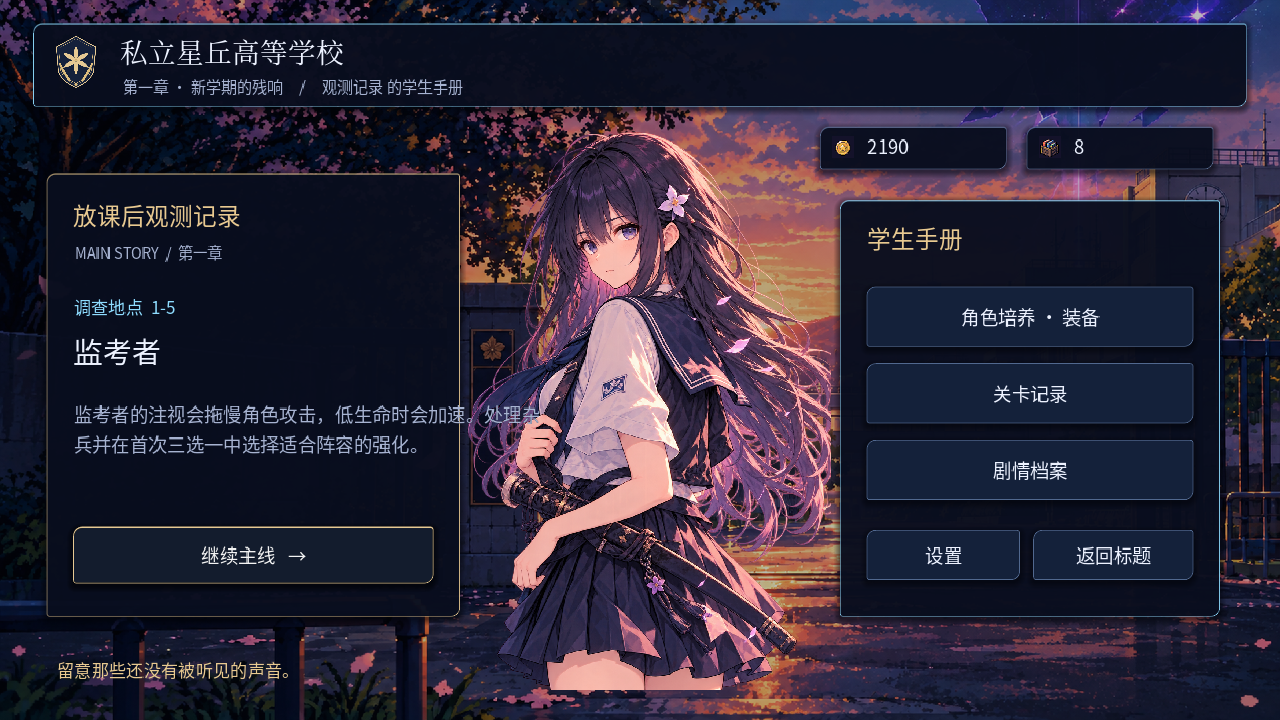 私立星丘高等学校
第一章 · 新学期的残响 / 观测记录 的学生手册
2190
8
放课后观测记录
MAIN STORY / 第一章
调查地点 1-5
监考者
监考者的注视会拖慢角色攻击，低生命时会加速。处理杂
兵并在首次三选一中选择适合阵容的强化。
继续主线 →
学生手册
角色培养 · 装备
关卡记录
剧情档案
设置
返回标题
留意那些还没有被听见的声音。